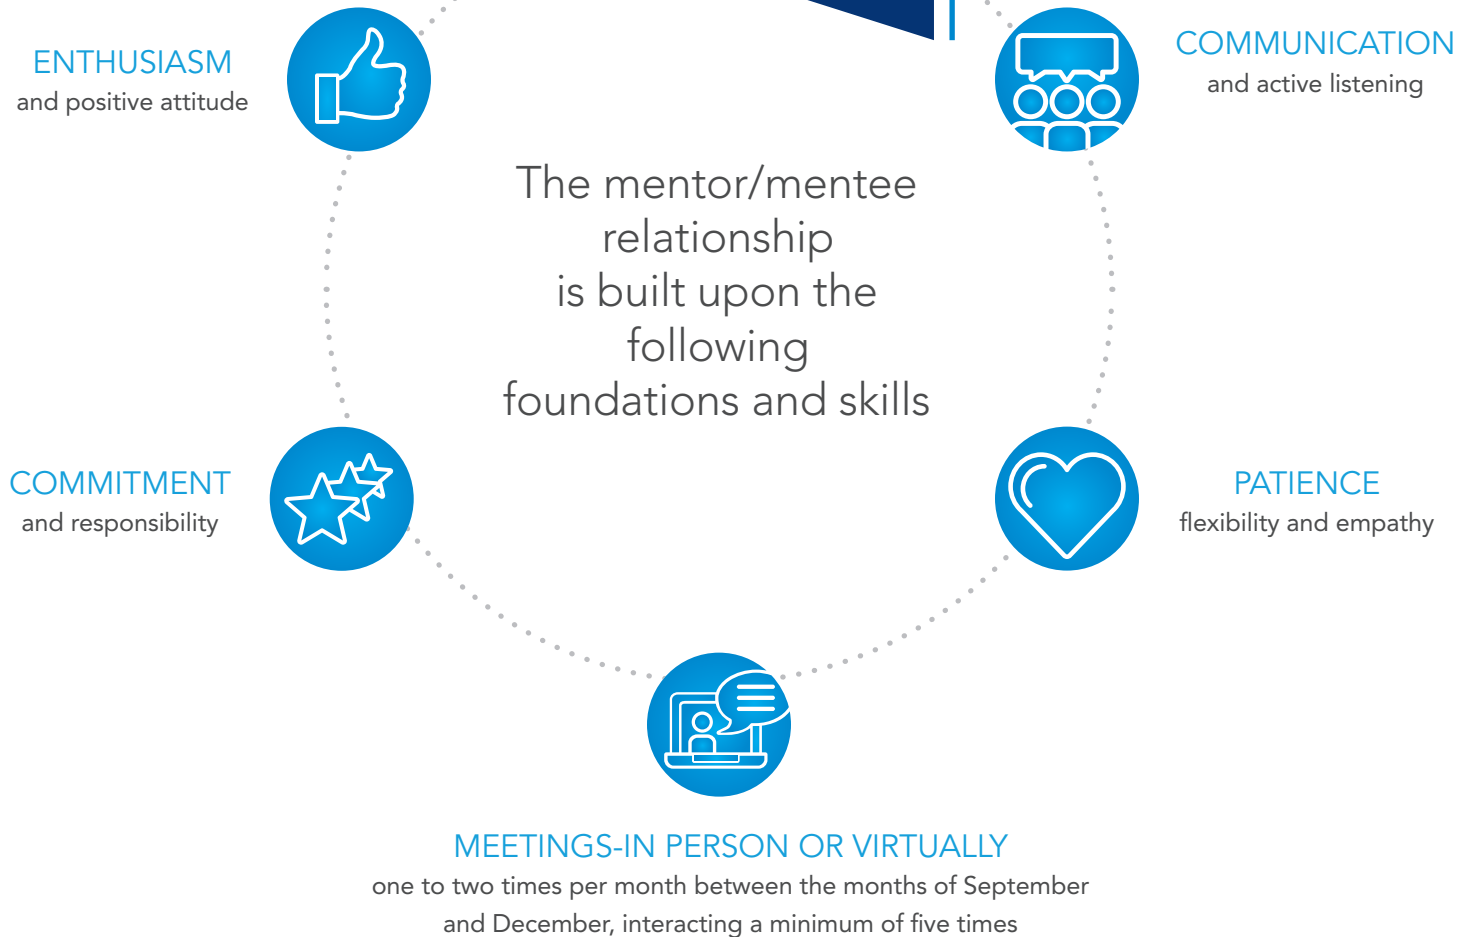 ENTHUSIASM
and positive attitude
COMMUNICATION
and active listening
The mentor/mentee
relationship
is built upon the
following
foundations and skills
COMMITMENT
and responsibility
PATIENCE
flexibility and empathy
MEETINGS-IN PERSON OR VIRTUALLY
one to two times per month between the months of September
and December, interacting a minimum of five times